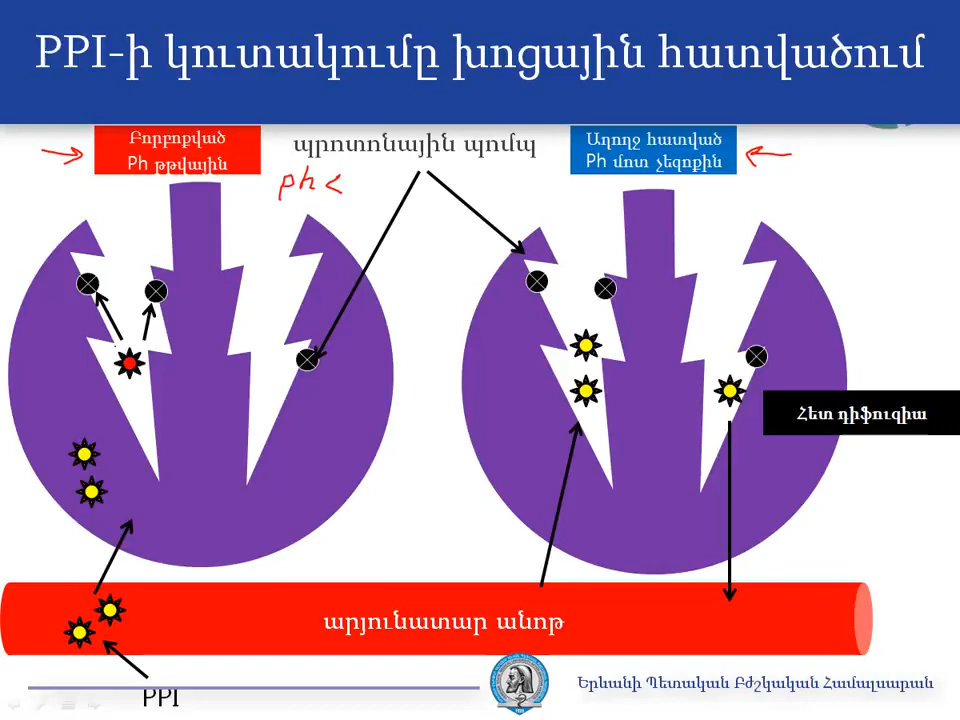 PPI-ի կուտակումը խոցային հատվածում
Բորբոքված
Ph թթվային
պրոտոնային պոմպ
Առողջ հատված
Ph մոտ չեզոքին
ph <
Հետ դիֆուզիա
արյունատար անոթ
PPI
Երևանի Պետական Բժշկական Համալսարան